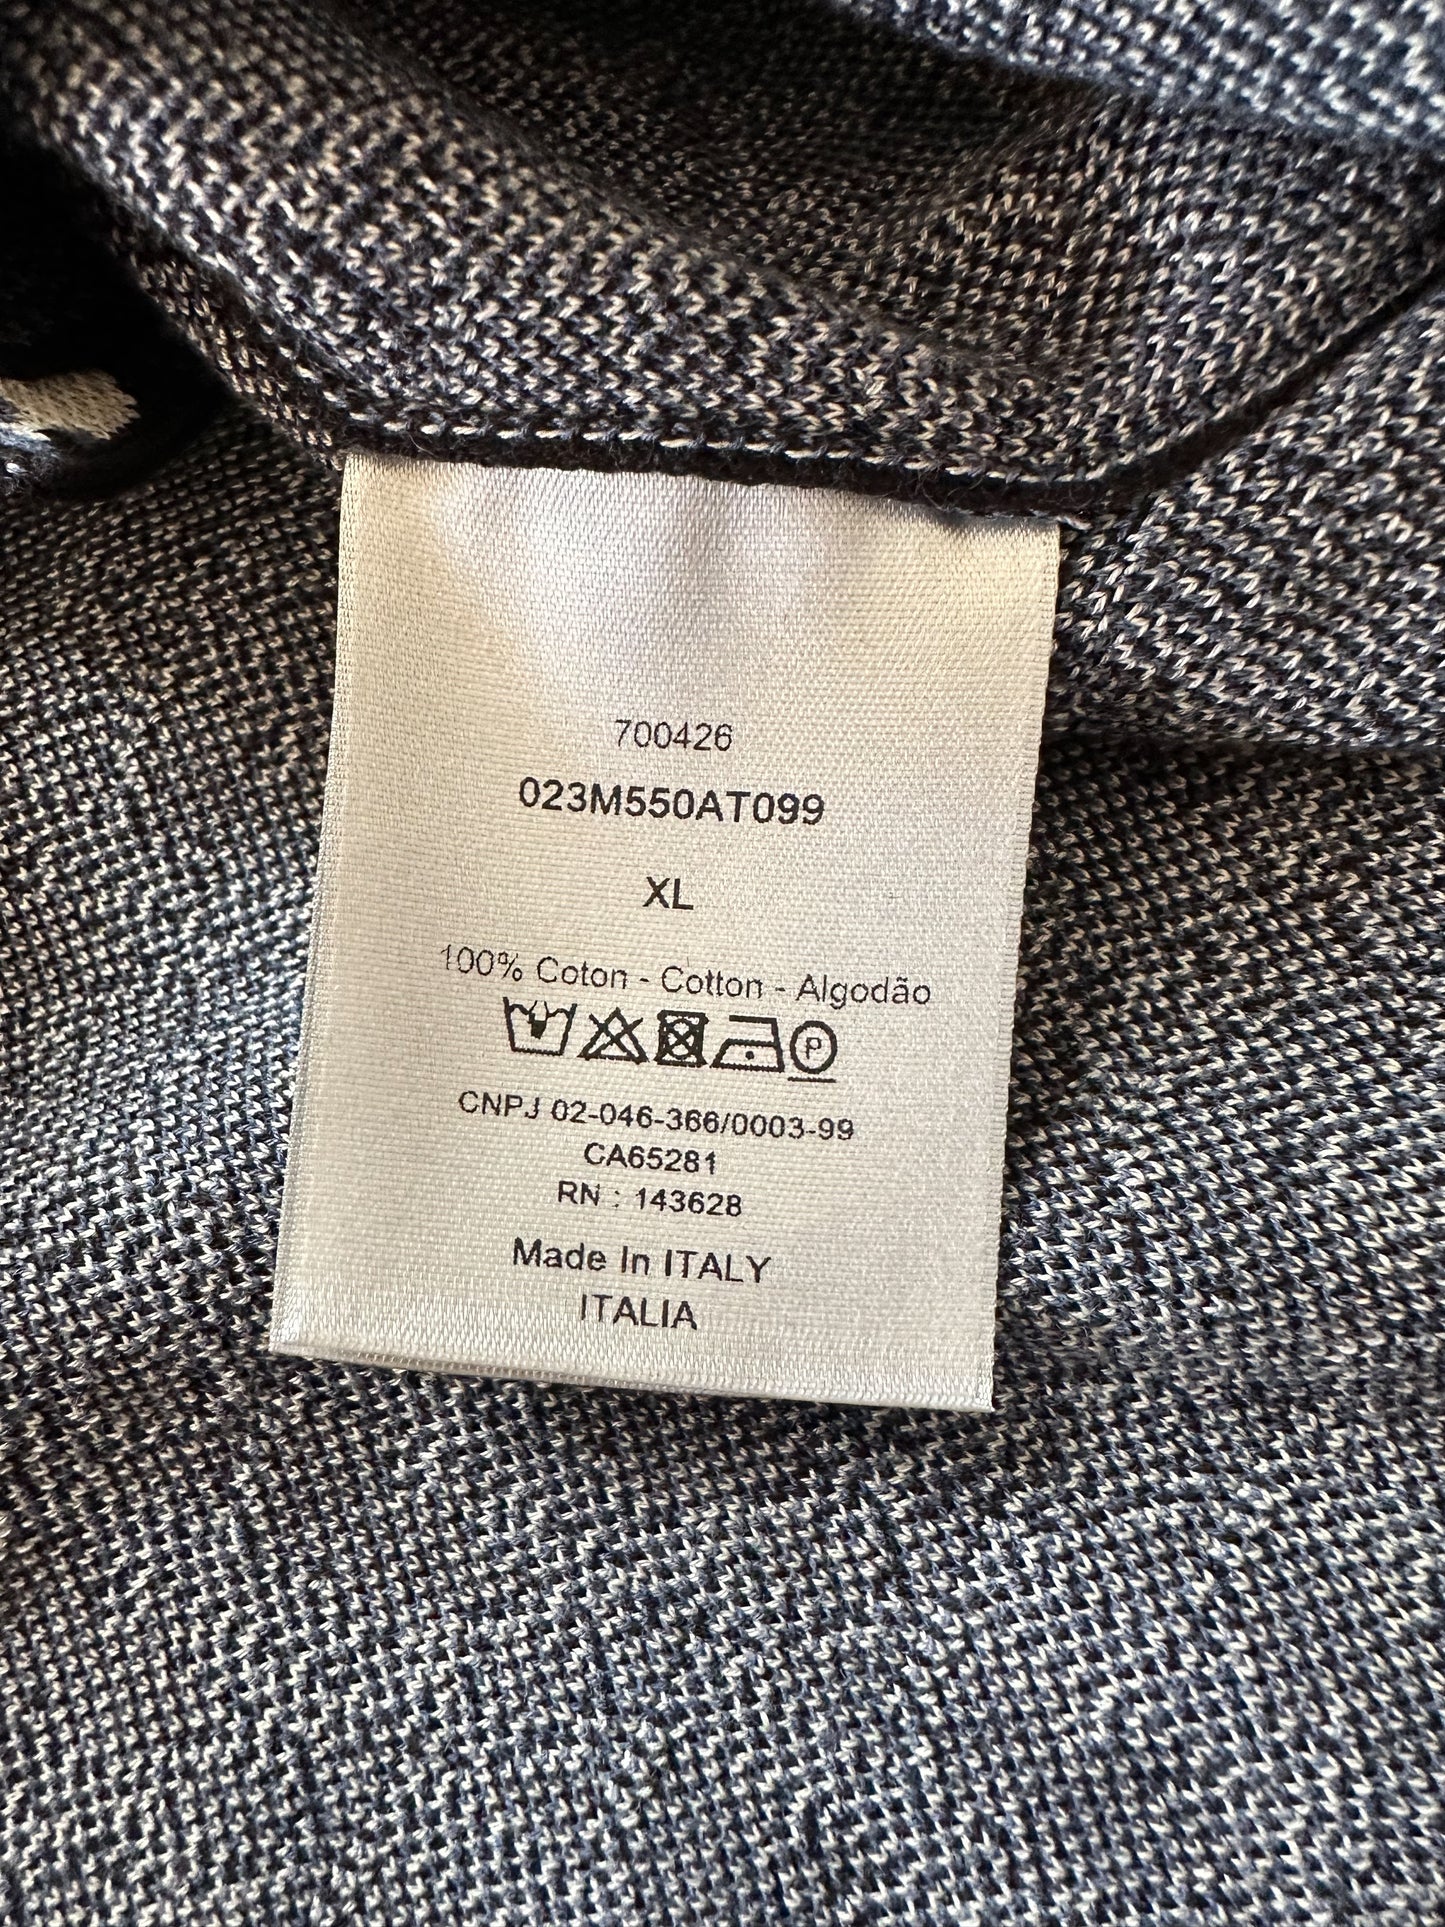 700426
023M550AT099
XL
100% Coton - Cotton - Algodão
P
CNPJ 02-046-366/0003-99
CA65281
RN : 143628
Made In ITALY
ITALIA